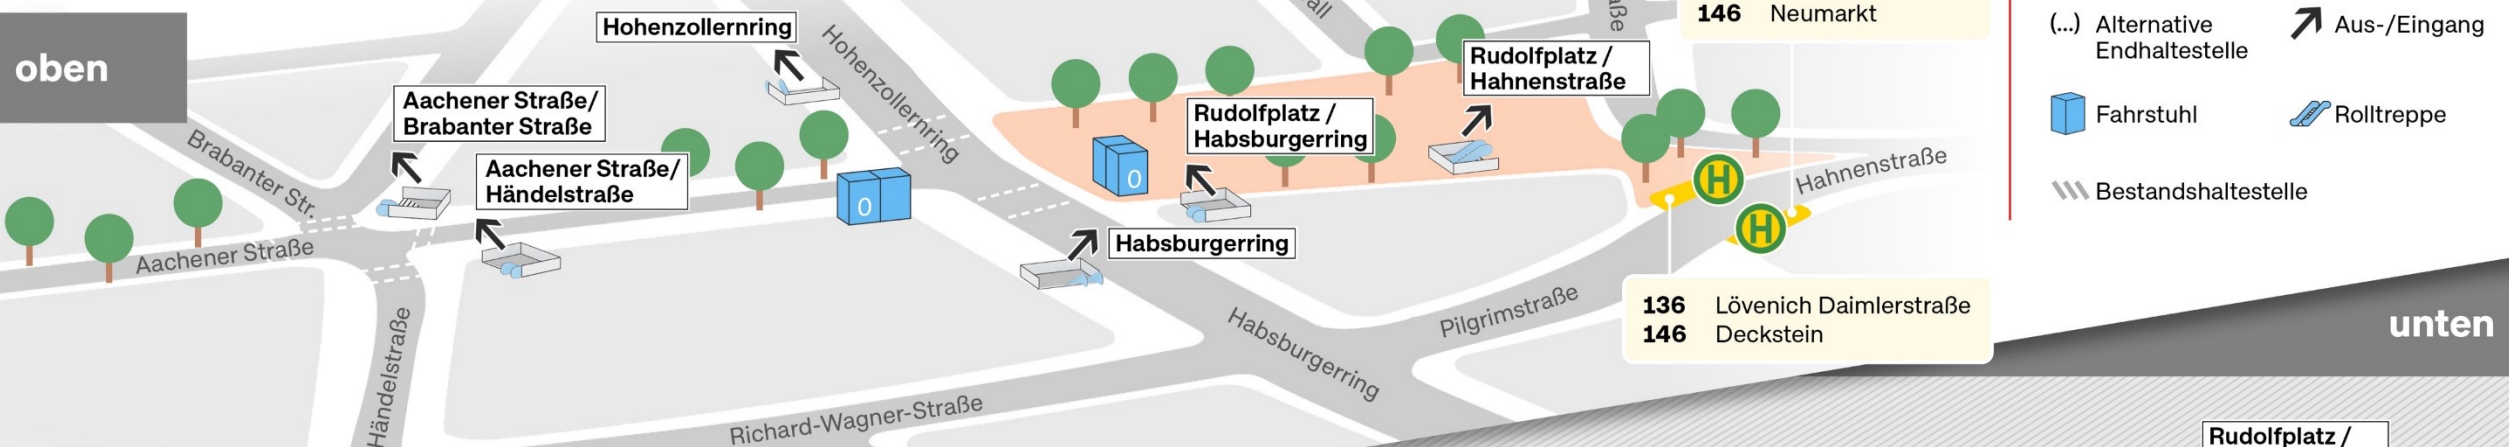 oben
Hohenzollernring
Hohenzollernring
all
aße
146 Neumarkt
(...) Alternative
Endhaltestelle
Aus-/Eingang
Fahrstuhl
Rolltreppe
Bestandshaltestelle
Aachener Straße/
Brabanter Straße
Aachener Straße/
Händelstraße
Rudolfplatz /
Habsburgerring
Rudolfplatz /
Hahnenstraße
Brabanter Str.
Aachener Straße
0
0
H
H
Hahnenstraße
Habsburgerring
Habsburgerring
Pilgrimstraße
136 Lövenich Daimlerstraße
146 Deckstein
Händelstraße
Richard-Wagner-Straße
unten
Rudolfplatz /